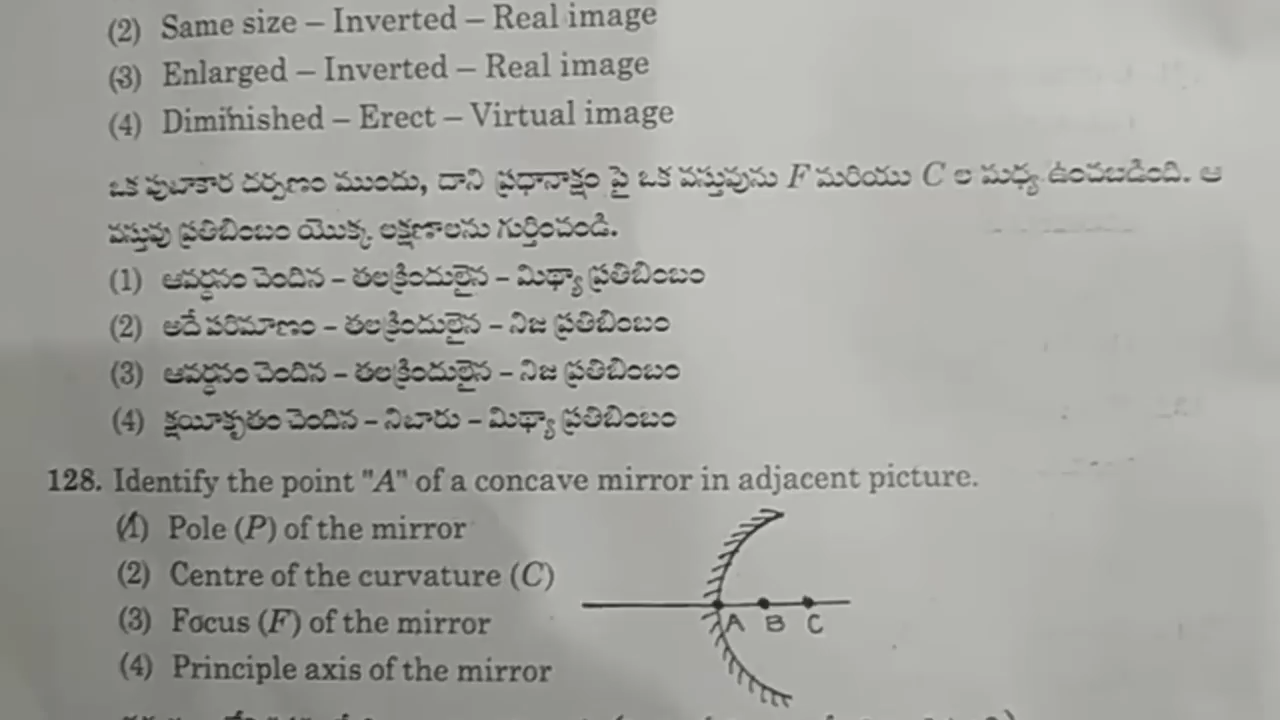 (2) Same size – Inverted – Real image
(3) Enlarged – Inverted – Real image
(4) Diminished – Erect – Virtual image
ఒక పుటాకార దర్పణం ముందు, దాని ప్రధానాక్షం పై ఒక వస్తువును F మరియు C ల మధ్య ఉంచబడింది. ఆ
వస్తువు ప్రతిబింబం యొక్క లక్షణాలను గుర్తించండి.
(1) ఆవర్ధనం చెందిన – తలక్రిందులైన – మిథ్యా ప్రతిబింబం
(2) అదే పరిమాణం – తలక్రిందులైన – నిజ ప్రతిబింబం
(3) ఆవర్ధనం చెందిన – తలక్రిందులైన – నిజ ప్రతిబింబం
(4) క్షయీకృతం చెందిన – నిటారు – మిథ్యా ప్రతిబింబం
128. Identify the point "A" of a concave mirror in adjacent picture.
(1) Pole (P) of the mirror
(2) Centre of the curvature (C)
(3) Focus (F) of the mirror
(4) Principle axis of the mirror
A B C